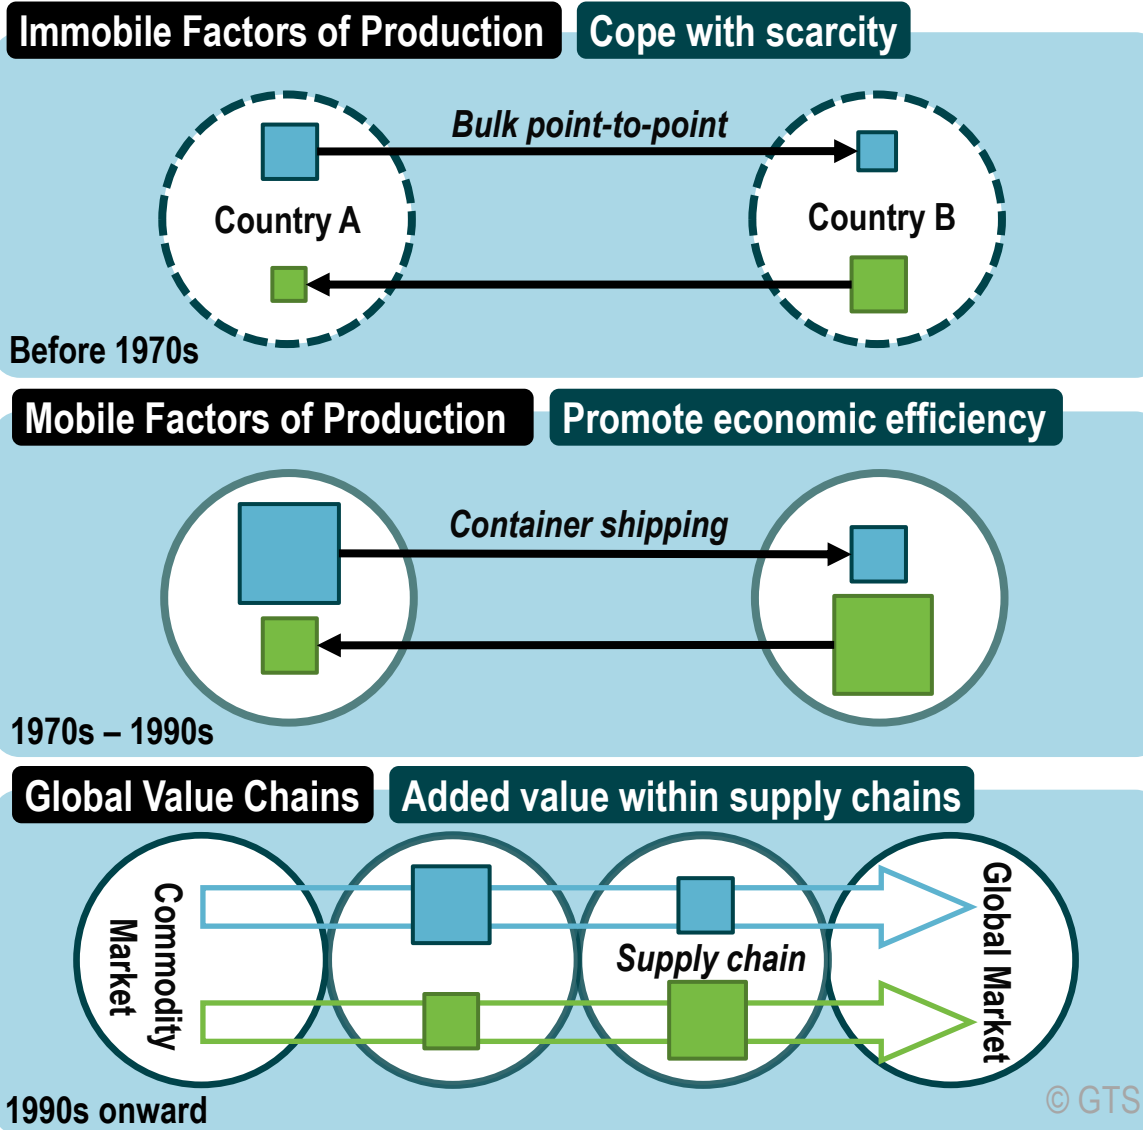 Immobile Factors of Production
Cope with scarcity
Bulk point-to-point
Country A
Country B
Before 1970s
Mobile Factors of Production
Promote economic efficiency
Container shipping
1970s – 1990s
Global Value Chains
Added value within supply chains
Commodity
Market
Supply chain
Global Market
1990s onward
© GTS